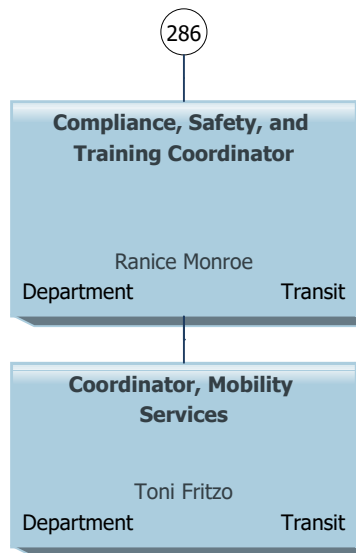 286
Compliance, Safety, and
Training Coordinator
Ranice Monroe
Department Transit
Coordinator, Mobility
Services
Toni Fritzo
Department Transit